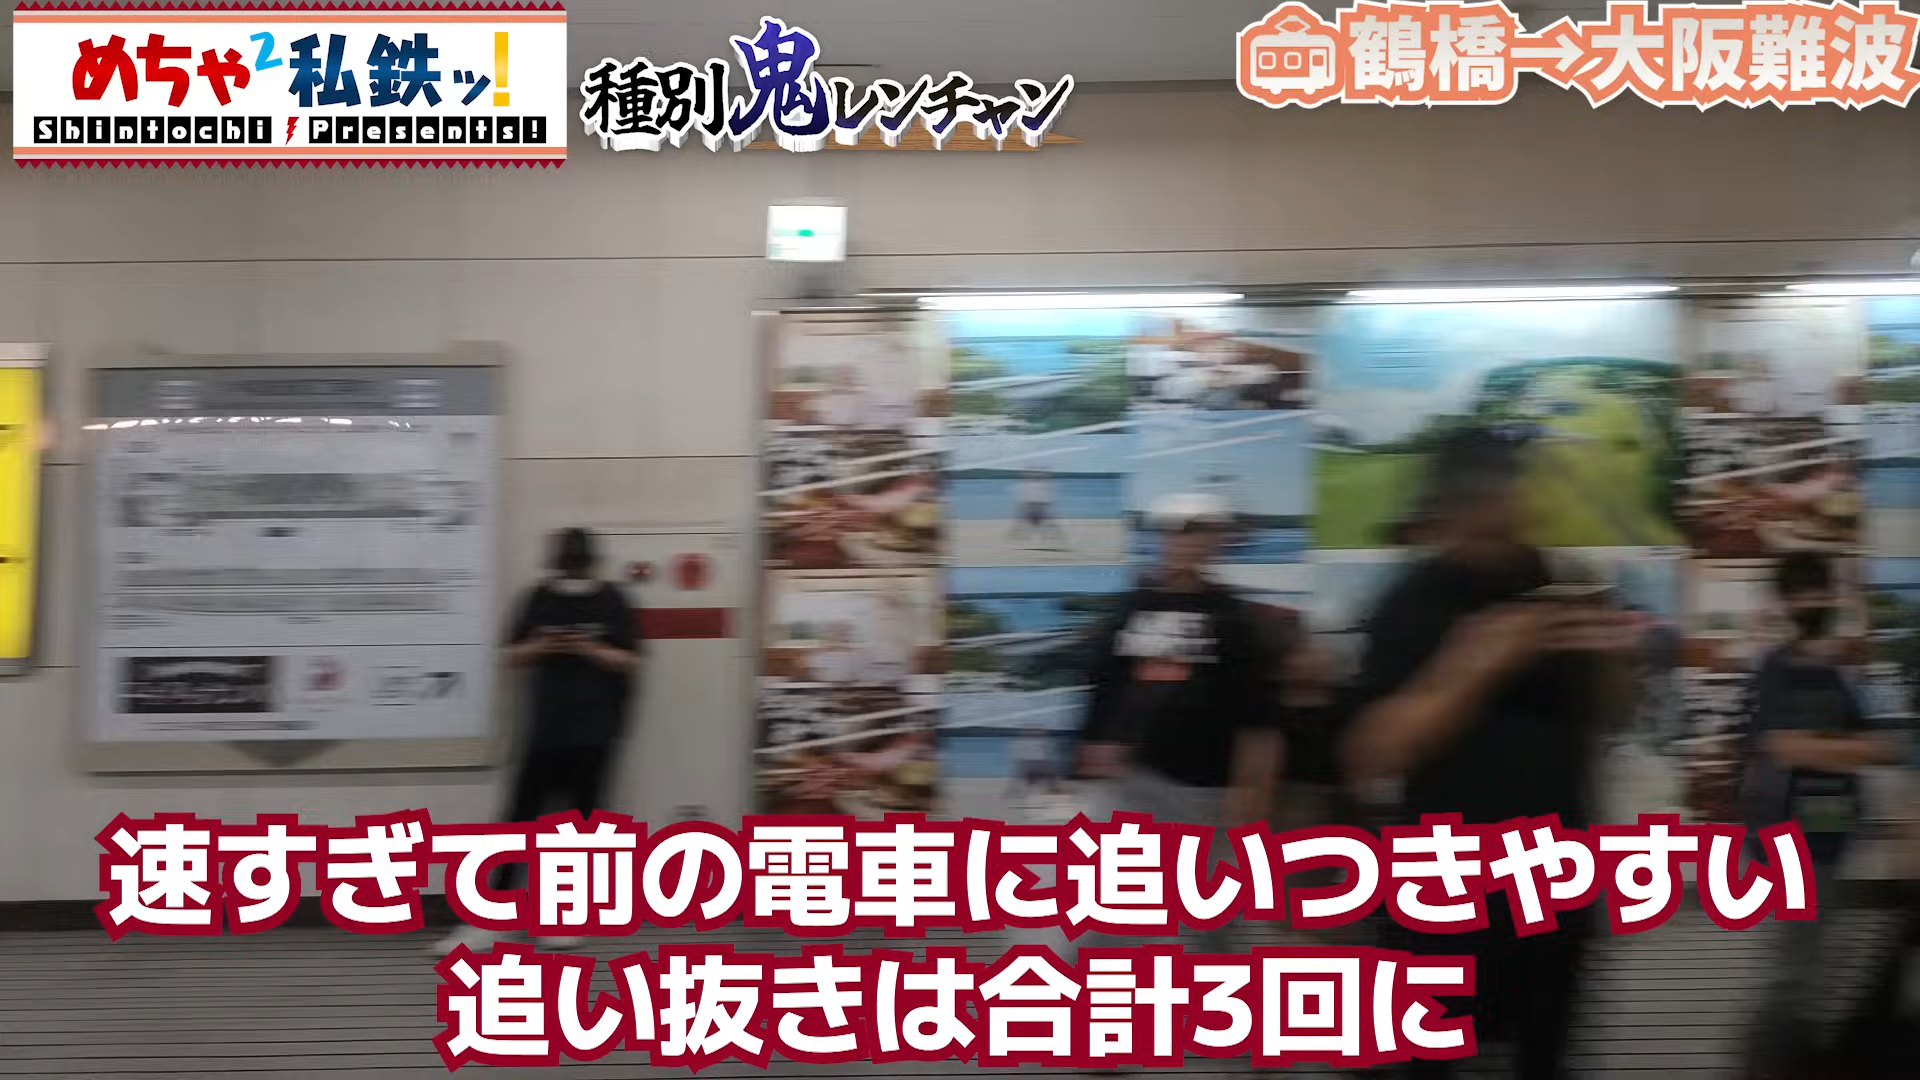 めちゃ2私鉄ッ!
Shintochi Presents!
種別鬼レンチャン
鶴橋→大阪難波
速すぎて前の電車に追いつきやすい
追い抜きは合計3回に